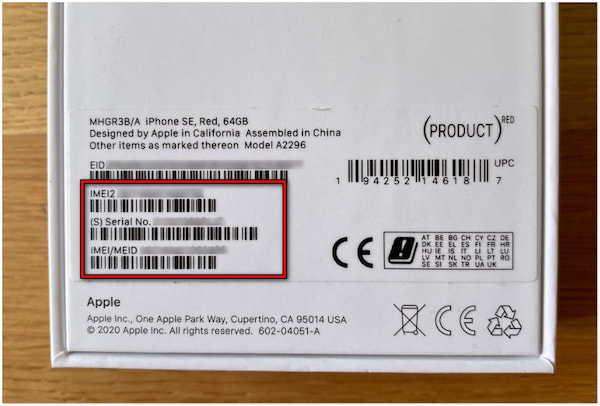 MHGR3B/A iPhone SE, Red, 64GB
Designed by Apple in California Assembled in China
Other items as marked thereon Model A2296
(PRODUCT)RED
EID
UPC
1 94252 14618 7
IMEI2
(S) Serial No.
IMEI/MEID
CE
AT BE BG CH CY CZ DE
DK EE EL ES FI FR HR
HU IE IS IT LI LT LU
LV MT NL NO PL PT RO
SE SI SK TR UA UK
Apple
Apple Inc., One Apple Park Way, Cupertino, CA 95014 USA
© 2020 Apple Inc. All rights reserved. 602-04051-A
CE